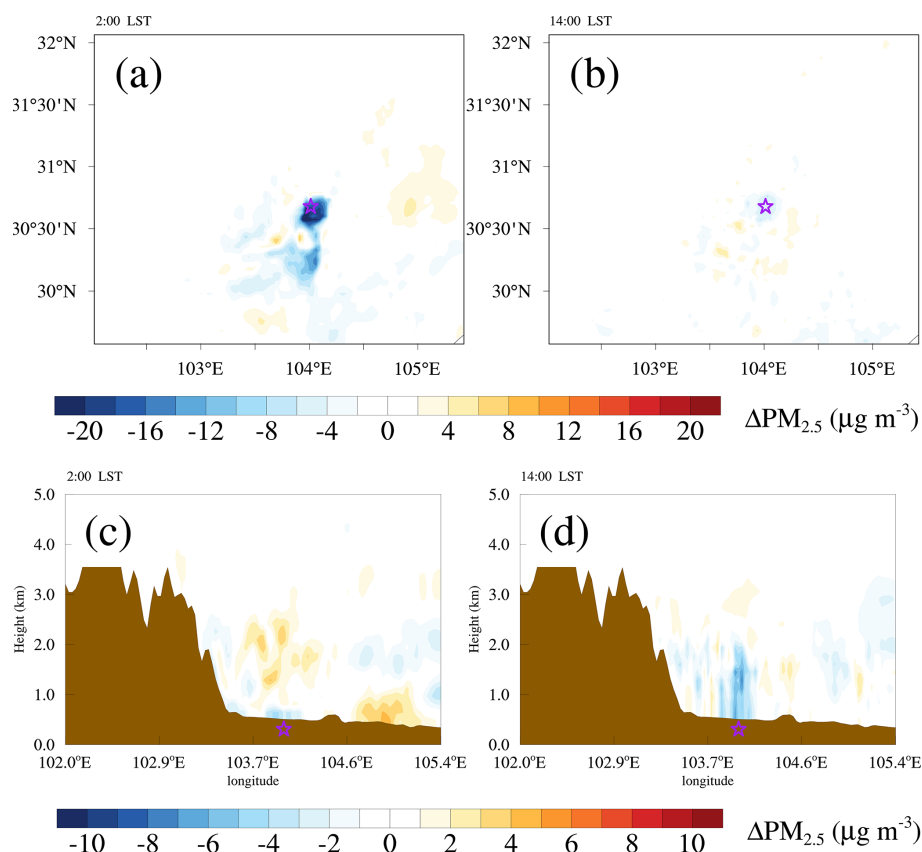 2:00 LST
14:00 LST
(a)
(b)
32°N
31°30'N
31°N
30°30'N
30°N
32°N
31°30'N
31°N
30°30'N
30°N
103°E 104°E 105°E
103°E 104°E 105°E
-20 -16 -12 -8 -4 0 4 8 12 16 20
ΔPM2.5 (μg m-3)
2:00 LST
14:00 LST
(c)
(d)
Height (km)
5.0
4.0
3.0
2.0
1.0
0.0
Height (km)
5.0
4.0
3.0
2.0
1.0
0.0
102.0°E 102.9°E 103.7°E 104.6°E 105.4°E
longitude
102.0°E 102.9°E 103.7°E 104.6°E 105.4°E
longitude
-10 -8 -6 -4 -2 0 2 4 6 8 10
ΔPM2.5 (μg m-3)